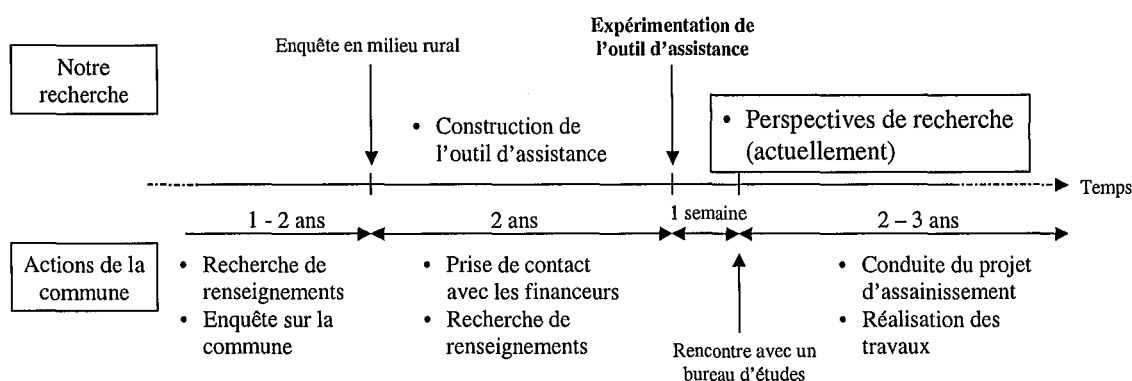 Notre
recherche
Enquête en milieu rural
Expérimentation de
l'outil d'assistance
• Construction de
l'outil d'assistance
• Perspectives de recherche
(actuellement)
Temps
1 - 2 ans
2 ans
1 semaine
2 – 3 ans
Actions de la
commune
• Recherche de
renseignements
• Enquête sur la
commune
• Prise de contact
avec les financeurs
• Recherche de
renseignements
Rencontre avec un
bureau d'études
• Conduite du projet
d'assainissement
• Réalisation des
travaux